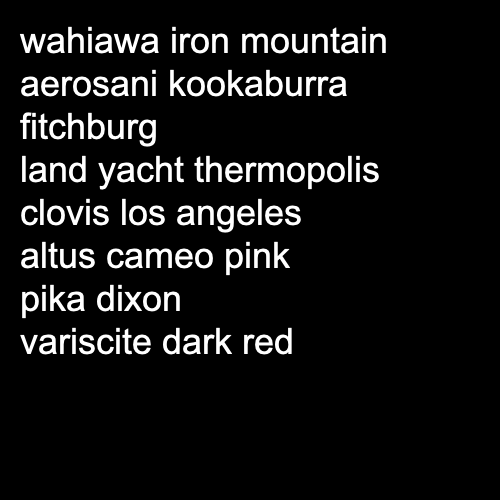 wahiawa iron mountain
aerosani kookaburra
fitchburg
land yacht thermopolis
clovis los angeles
altus cameo pink
pika dixon
variscite dark red